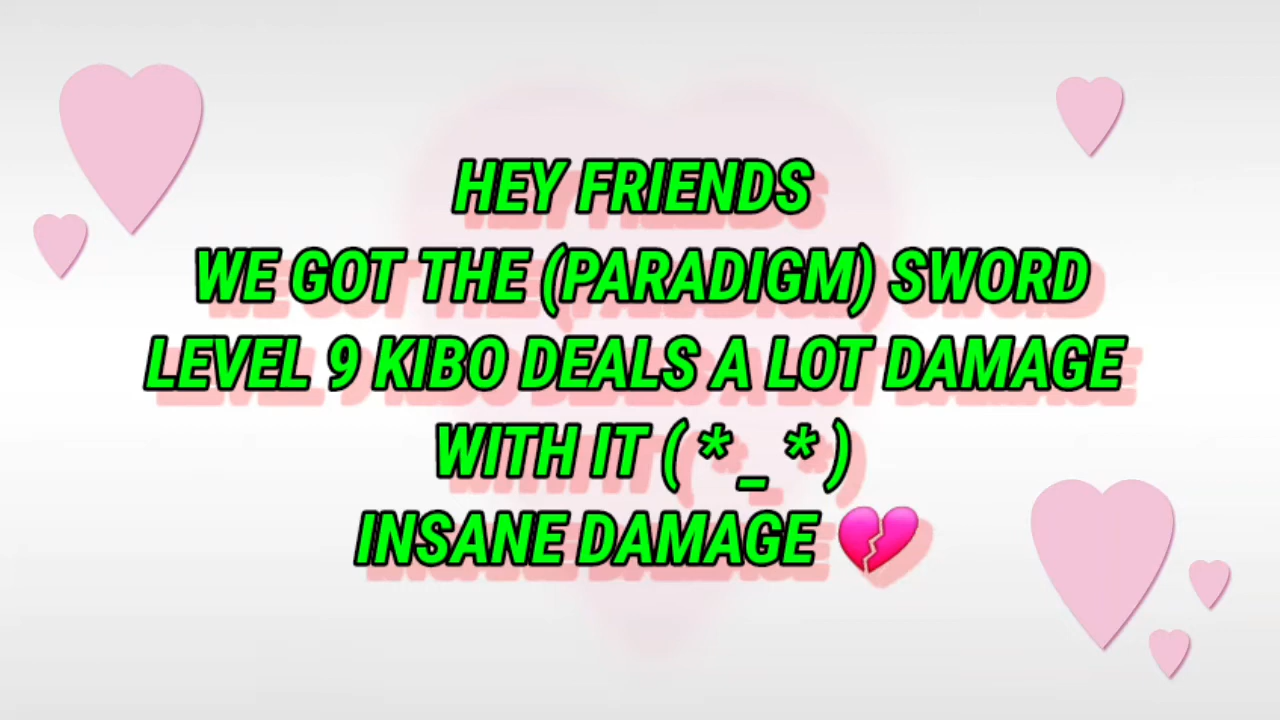 HEY FRIENDS
WE GOT THE (PARADIGM) SWORD
LEVEL 9 KIBO DEALS A LOT DAMAGE
WITH IT ( *_ * )
INSANE DAMAGE 💔